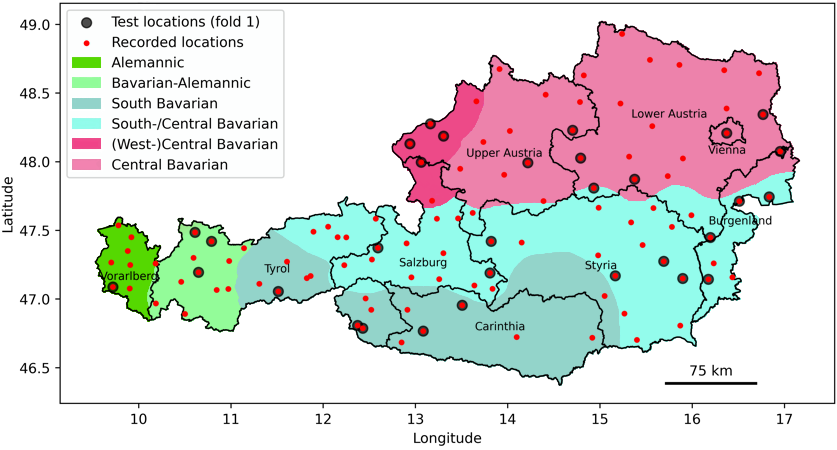 Test locations (fold 1)
Recorded locations
Alemannic
Bavarian-Alemannic
South Bavarian
South-/Central Bavarian
(West-)Central Bavarian
Central Bavarian
Lower Austria
Upper Austria
Vienna
Burgenland
Vorarlberg
Tyrol
Salzburg
Styria
Carinthia
75 km
49.0
48.5
48.0
47.5
47.0
46.5
Latitude
10 11 12 13 14 15 16 17
Longitude